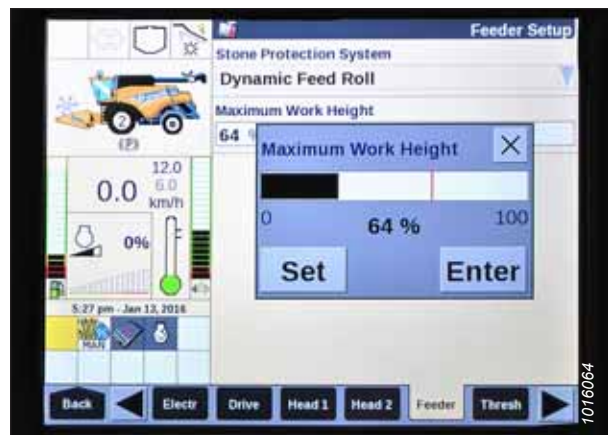 Feeder Setup
Stone Protection System
Dynamic Feed Roll
Maximum Work Height
64 %
Maximum Work Height
0
64 %
100
Set
Enter
2
(P)
12.0
6.0
0.0
km/h
0%
5:27 pm - Jan 13, 2016
MAN
Back
Electr
Drive
Head 1
Head 2
Feeder
Thresh
1016064